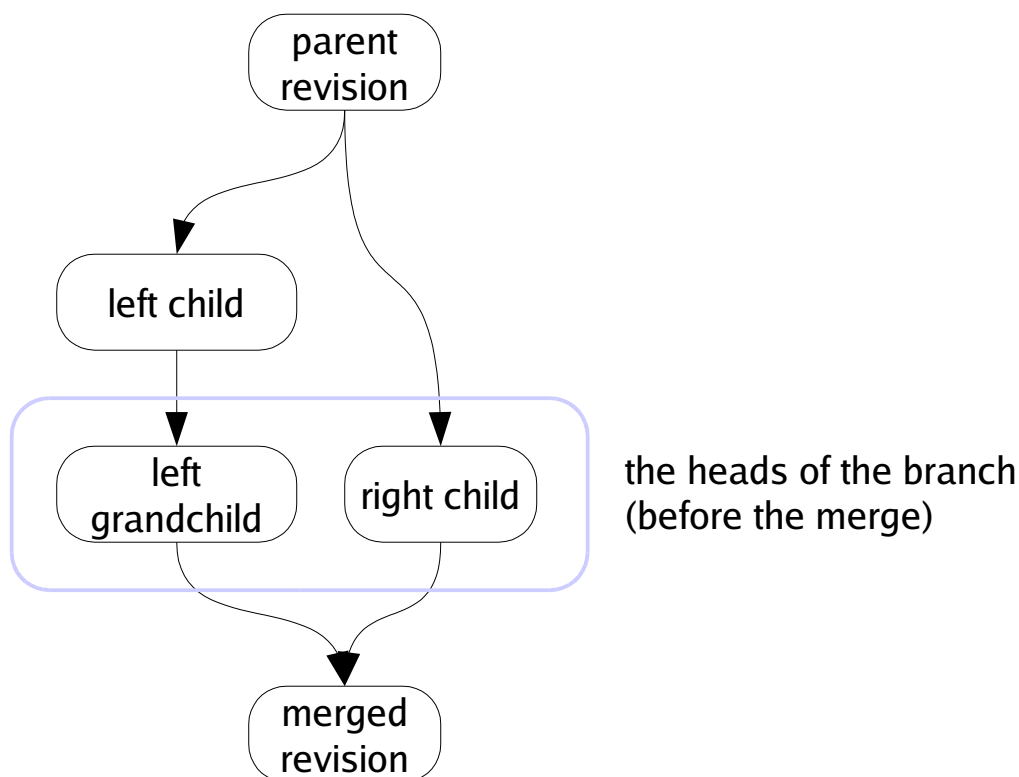 parent
revision
left child
left
grandchild
right child
the heads of the branch
(before the merge)
merged
revision